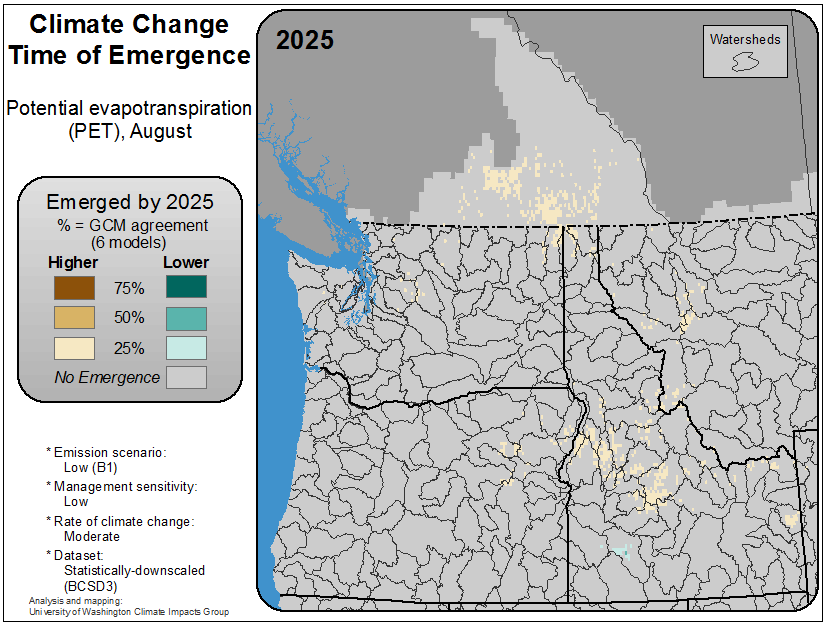 Climate Change
Time of Emergence
Potential evapotranspiration
(PET), August
Emerged by 2025
% = GCM agreement
(6 models)
Higher Lower
75%
50%
25%
No Emergence
* Emission scenario:
Low (B1)
* Management sensitivity:
Low
* Rate of climate change:
Moderate
* Dataset:
Statistically-downscaled
(BCSD3)
Analysis and mapping:
University of Washington Climate Impacts Group
2025
Watersheds